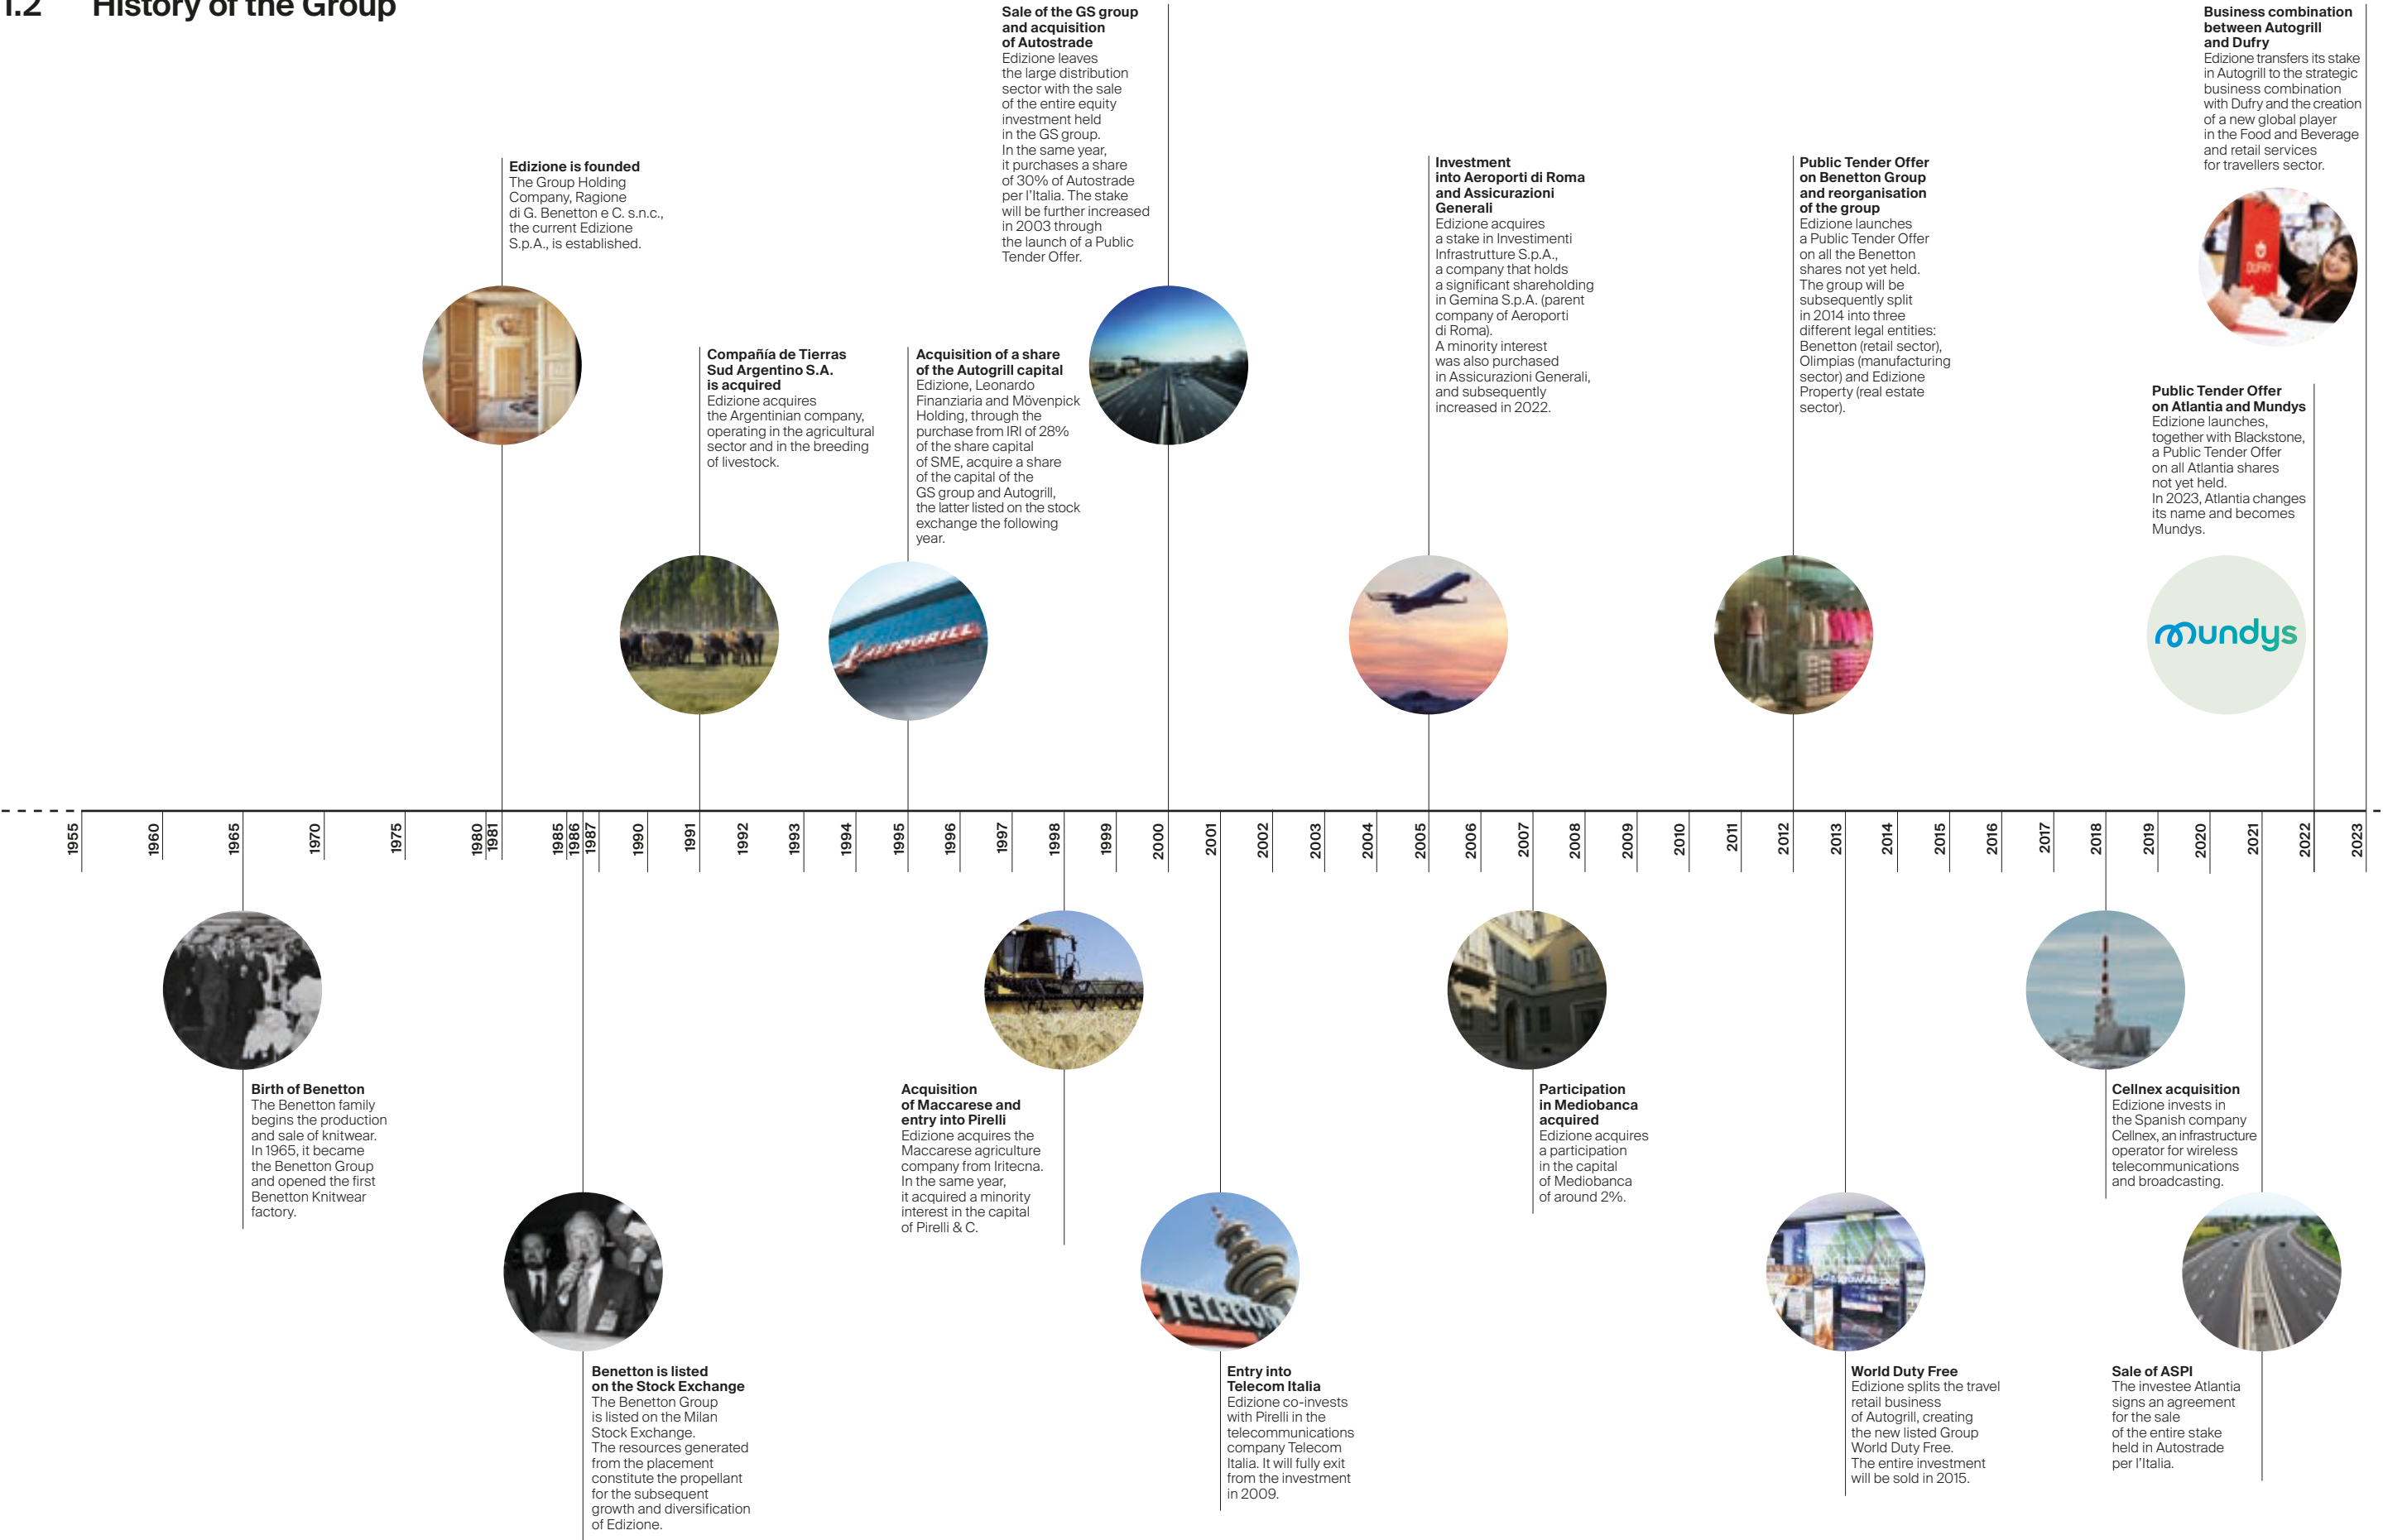 1.2 History of the Group
Sale of the GS group
and acquisition
of Autostrade
Edizione leaves
the large distribution
sector with the sale
of the entire equity
investment held
in the GS group.
In the same year,
it purchases a share
of 30% of Autostrade
per l'Italia. The stake
will be further increased
in 2003 through
the launch of a Public
Tender Offer.
Business combination
between Autogrill
and Dufry
Edizione transfers its stake
in Autogrill to the strategic
business combination
with Dufry and the creation
of a new global player
in the Food and Beverage
and retail services
for travellers sector.
DUFRY
Edizione is founded
The Group Holding
Company, Ragione
di G. Benetton e C. s.n.c.,
the current Edizione
S.p.A., is established.
Investment
into Aeroporti di Roma
and Assicurazioni
Generali
Edizione acquires
a stake in Investimenti
Infrastrutture S.p.A.,
a company that holds
a significant shareholding
in Gemina S.p.A. (parent
company of Aeroporti
di Roma).
A minority interest
was also purchased
in Assicurazioni Generali,
and subsequently
increased in 2022.
Public Tender Offer
on Benetton Group
and reorganisation
of the group
Edizione launches
a Public Tender Offer
on all the Benetton
shares not yet held.
The group will be
subsequently split
in 2014 into three
different legal entities:
Benetton (retail sector),
Olimpias (manufacturing
sector) and Edizione
Property (real estate
sector).
Compañía de Tierras
Sud Argentino S.A.
is acquired
Edizione acquires
the Argentinian company,
operating in the agricultural
sector and in the breeding
of livestock.
Acquisition of a share
of the Autogrill capital
Edizione, Leonardo
Finanziaria and Mövenpick
Holding, through the
purchase from IRI of 28%
of the share capital
of SME, acquire a share
of the capital of the
GS group and Autogrill,
the latter listed on the stock
exchange the following
year.
AUTOGRILL
Public Tender Offer
on Atlantia and Mundys
Edizione launches,
together with Blackstone,
a Public Tender Offer
on all Atlantia shares
not yet held.
In 2023, Atlantia changes
its name and becomes
Mundys.
mundys
1955
1960
1965
1970
1975
1980
1981
1985
1986
1987
1990
1991
1992
1993
1994
1995
1996
1997
1998
1999
2000
2001
2002
2003
2004
2005
2006
2007
2008
2009
2010
2011
2012
2013
2014
2015
2016
2017
2018
2019
2020
2021
2022
2023
Birth of Benetton
The Benetton family
begins the production
and sale of knitwear.
In 1965, it became
the Benetton Group
and opened the first
Benetton Knitwear
factory.
Benetton is listed
on the Stock Exchange
The Benetton Group
is listed on the Milan
Stock Exchange.
The resources generated
from the placement
constitute the propellant
for the subsequent
growth and diversification
of Edizione.
Acquisition
of Maccarese and
entry into Pirelli
Edizione acquires the
Maccarese agriculture
company from Iritecna.
In the same year,
it acquired a minority
interest in the capital
of Pirelli & C.
TELECOM
Entry into
Telecom Italia
Edizione co-invests
with Pirelli in the
telecommunications
company Telecom
Italia. It will fully exit
from the investment
in 2009.
Participation
in Mediobanca
acquired
Edizione acquires
a participation
in the capital
of Mediobanca
of around 2%.
World Duty Free
Edizione splits the travel
retail business
of Autogrill, creating
the new listed Group
World Duty Free.
The entire investment
will be sold in 2015.
Cellnex acquisition
Edizione invests in
the Spanish company
Cellnex, an infrastructure
operator for wireless
telecommunications
and broadcasting.
Sale of ASPI
The investee Atlantia
signs an agreement
for the sale
of the entire stake
held in Autostrade
per l'Italia.